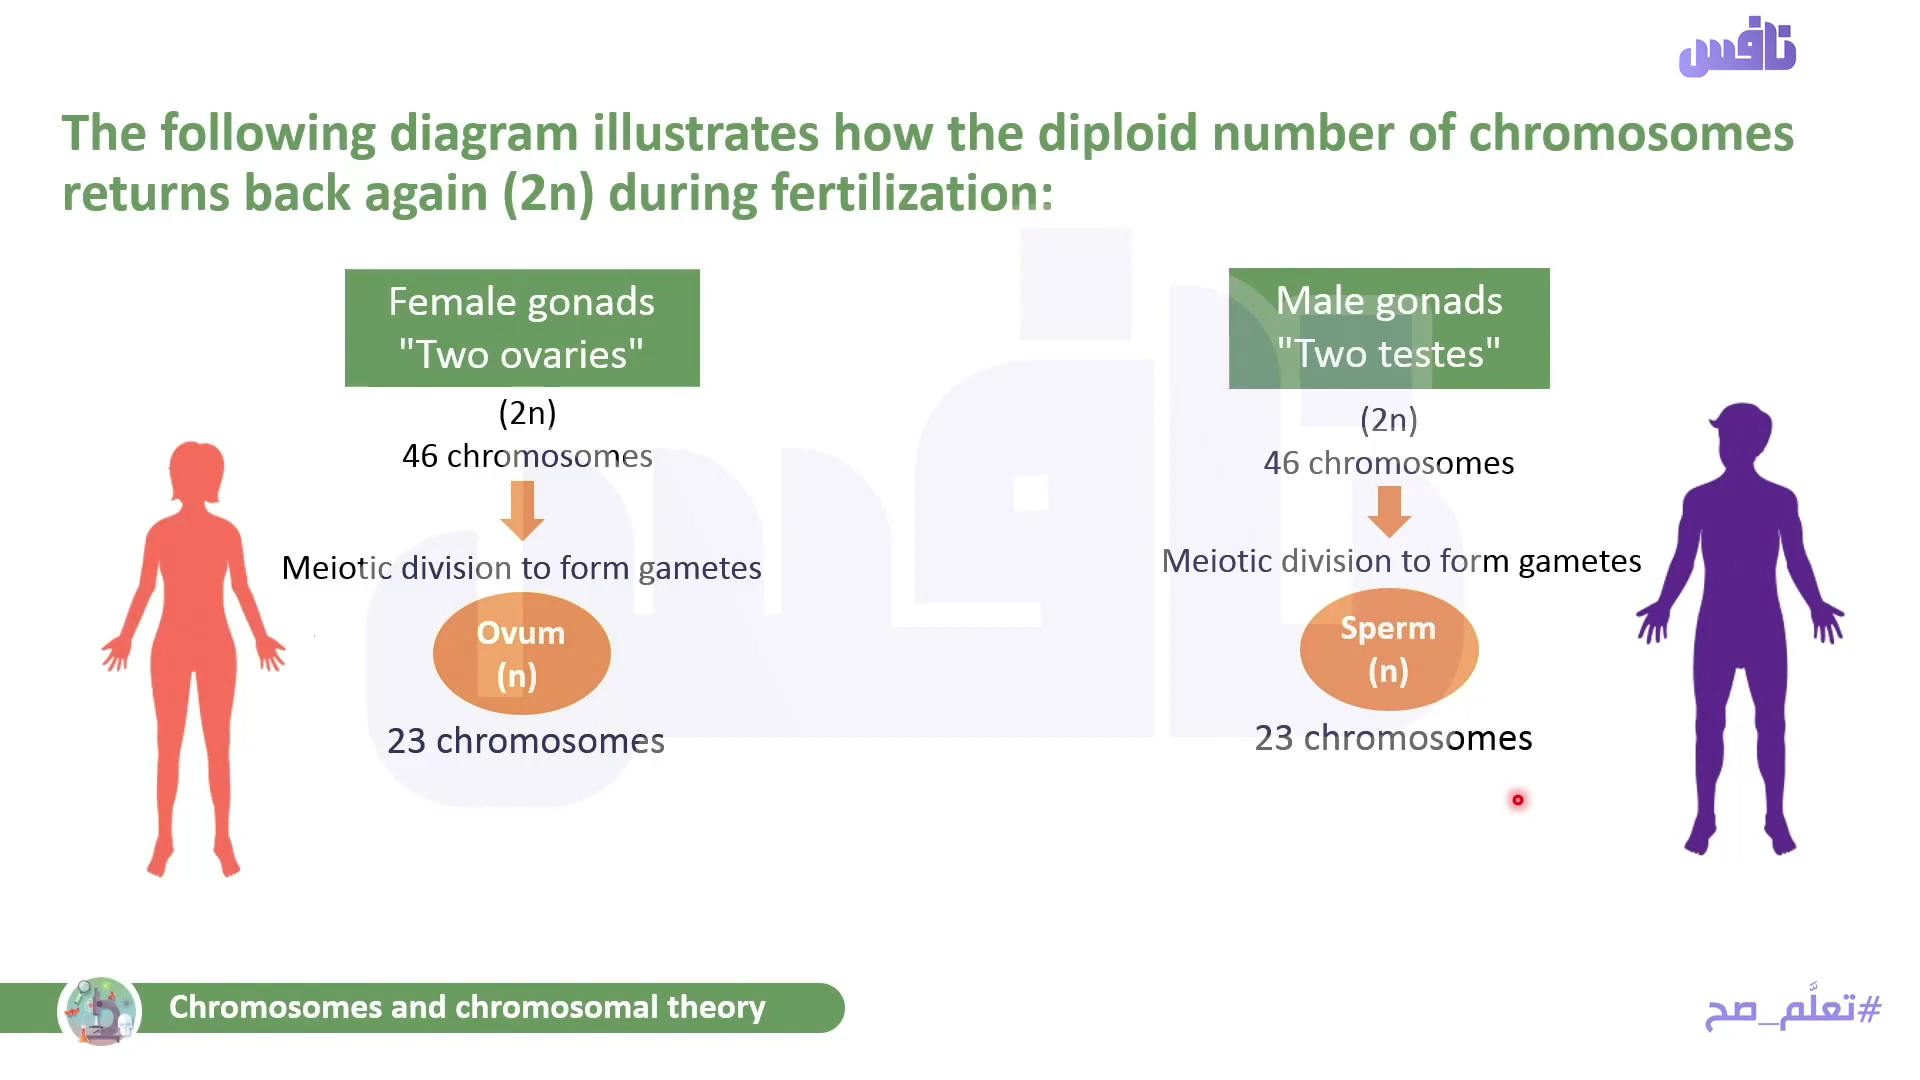 نافس
The following diagram illustrates how the diploid number of chromosomes
returns back again (2n) during fertilization:
Female gonads
"Two ovaries"
(2n)
46 chromosomes
Meiotic division to form gametes
Ovum
(n)
23 chromosomes
Male gonads
"Two testes"
(2n)
46 chromosomes
Meiotic division to form gametes
Sperm
(n)
23 chromosomes
نافس
Chromosomes and chromosomal theory
#تعلَّم_صح